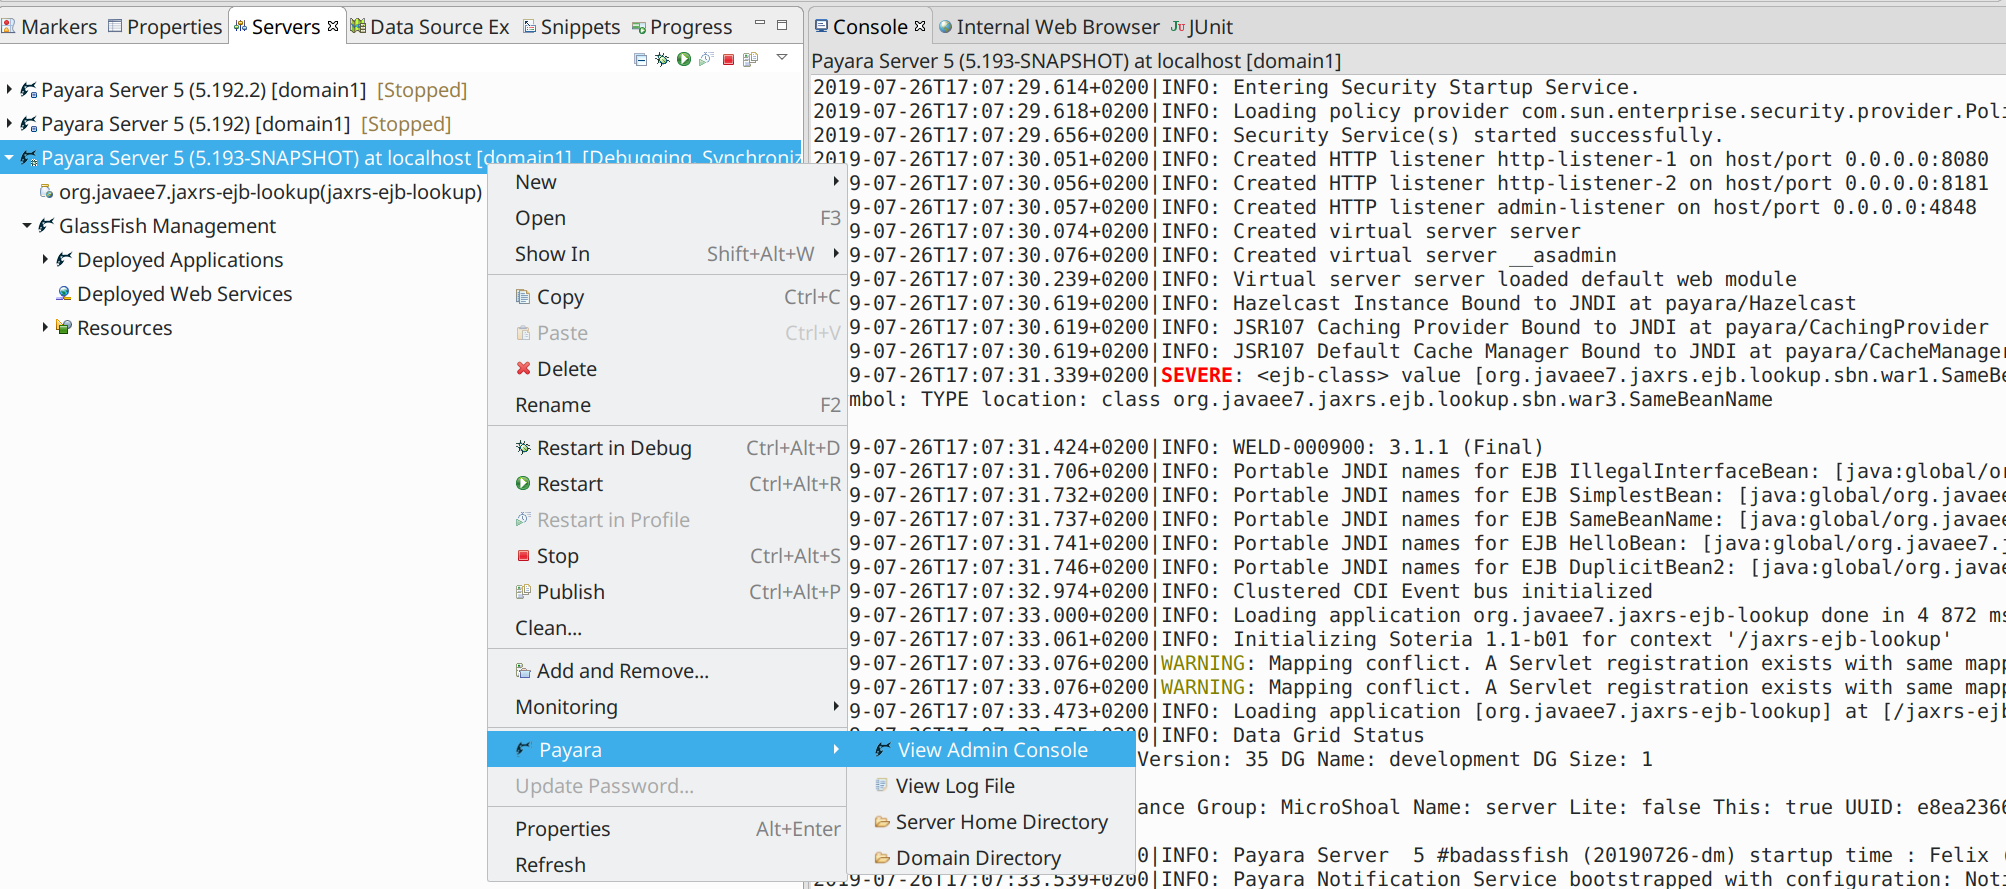 Markers Properties Servers Data Source Ex Snippets Progress
Payara Server 5 (5.192.2) [domain1] [Stopped]
Payara Server 5 (5.192) [domain1] [Stopped]
Payara Server 5 (5.193-SNAPSHOT) at localhost [domain1] [Debugging, Synchroniz
org.javaee7.jaxrs-ejb-lookup(jaxrs-ejb-lookup)
GlassFish Management
Deployed Applications
Deployed Web Services
Resources
New
Open F3
Show In Shift+Alt+W
Copy Ctrl+C
Paste Ctrl+V
Delete
Rename F2
Restart in Debug Ctrl+Alt+D
Restart Ctrl+Alt+R
Restart in Profile
Stop Ctrl+Alt+S
Publish Ctrl+Alt+P
Clean...
Add and Remove...
Monitoring
Payara
Update Password...
Properties Alt+Enter
Refresh
View Admin Console
View Log File
Server Home Directory
Domain Directory
Console Internal Web Browser JUnit
Payara Server 5 (5.193-SNAPSHOT) at localhost [domain1]
2019-07-26T17:07:29.614+0200|INFO: Entering Security Startup Service.
2019-07-26T17:07:29.618+0200|INFO: Loading policy provider com.sun.enterprise.security.provider.Poli
2019-07-26T17:07:29.656+0200|INFO: Security Service(s) started successfully.
2019-07-26T17:07:30.051+0200|INFO: Created HTTP listener http-listener-1 on host/port 0.0.0.0:8080
9-07-26T17:07:30.056+0200|INFO: Created HTTP listener http-listener-2 on host/port 0.0.0.0:8181
9-07-26T17:07:30.057+0200|INFO: Created HTTP listener admin-listener on host/port 0.0.0.0:4848
9-07-26T17:07:30.074+0200|INFO: Created virtual server server
9-07-26T17:07:30.076+0200|INFO: Created virtual server __asadmin
9-07-26T17:07:30.239+0200|INFO: Virtual server server loaded default web module
9-07-26T17:07:30.619+0200|INFO: Hazelcast Instance Bound to JNDI at payara/Hazelcast
9-07-26T17:07:30.619+0200|INFO: JSR107 Caching Provider Bound to JNDI at payara/CachingProvider
9-07-26T17:07:30.619+0200|INFO: JSR107 Default Cache Manager Bound to JNDI at payara/CacheManager
9-07-26T17:07:31.339+0200|SEVERE: <ejb-class> value [org.javaee7.jaxrs.ejb.lookup.sbn.war1.SameBe
mbol: TYPE location: class org.javaee7.jaxrs.ejb.lookup.sbn.war3.SameBeanName
9-07-26T17:07:31.424+0200|INFO: WELD-000900: 3.1.1 (Final)
9-07-26T17:07:31.706+0200|INFO: Portable JNDI names for EJB IllegalInterfaceBean: [java:global/or
9-07-26T17:07:31.732+0200|INFO: Portable JNDI names for EJB SimplestBean: [java:global/org.javaee
9-07-26T17:07:31.737+0200|INFO: Portable JNDI names for EJB SameBeanName: [java:global/org.javaee
9-07-26T17:07:31.741+0200|INFO: Portable JNDI names for EJB HelloBean: [java:global/org.javaee7.j
9-07-26T17:07:31.746+0200|INFO: Portable JNDI names for EJB DuplicitBean2: [java:global/org.javae
9-07-26T17:07:32.974+0200|INFO: Clustered CDI Event bus initialized
9-07-26T17:07:33.000+0200|INFO: Loading application org.javaee7.jaxrs-ejb-lookup done in 4 872 ms
9-07-26T17:07:33.061+0200|INFO: Initializing Soteria 1.1-b01 for context '/jaxrs-ejb-lookup'
9-07-26T17:07:33.076+0200|WARNING: Mapping conflict. A Servlet registration exists with same mapp
9-07-26T17:07:33.076+0200|WARNING: Mapping conflict. A Servlet registration exists with same mapp
9-07-26T17:07:33.473+0200|INFO: Loading application [org.javaee7.jaxrs-ejb-lookup] at [/jaxrs-ejb
9-07-26T17:07:33.535+0200|INFO: Data Grid Status
Version: 35 DG Name: development DG Size: 1
ance Group: MicroShoal Name: server Lite: false This: true UUID: e8ea2366
0|INFO: Payara Server  5 #badassfish (20190726-dm) startup time : Felix (
2019-07-26T17:07:33.539+0200|INFO: Payara Notification Service bootstrapped with configuration: Noti